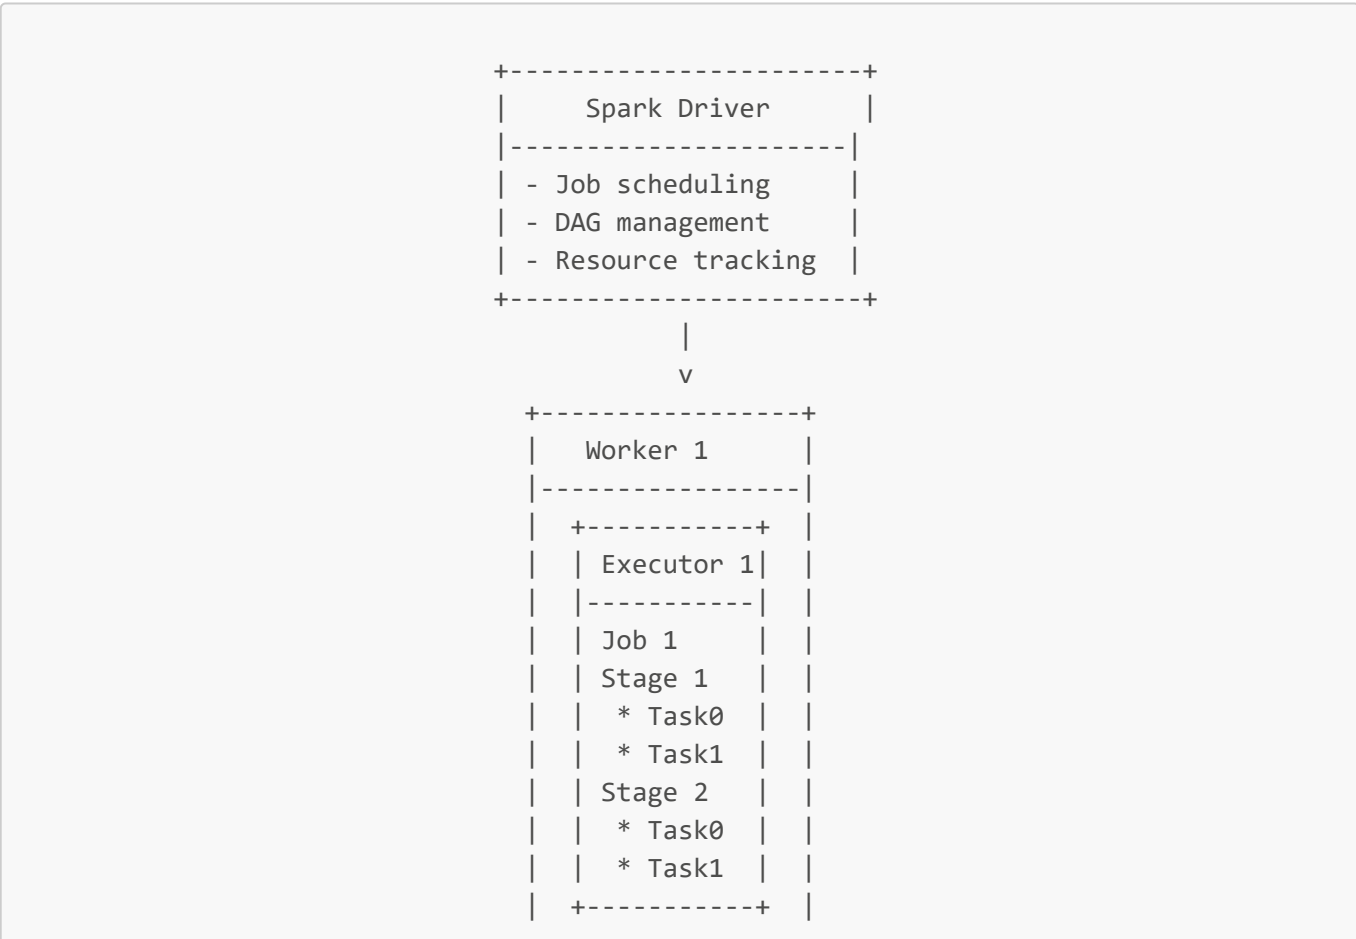 +-----------------------+
|     Spark Driver      |
|----------------------|
| - Job scheduling     |
| - DAG management     |
| - Resource tracking  |
+-----------------------+
            |
            v
  +-----------------+
  |   Worker 1      |
  |-----------------|
  |  +-----------+  |
  |  | Executor 1|  |
  |  |-----------|  |
  |  | Job 1     |  |
  |  | Stage 1   |  |
  |  |  * Task0  |  |
  |  |  * Task1  |  |
  |  | Stage 2   |  |
  |  |  * Task0  |  |
  |  |  * Task1  |  |
  |  +-----------+  |